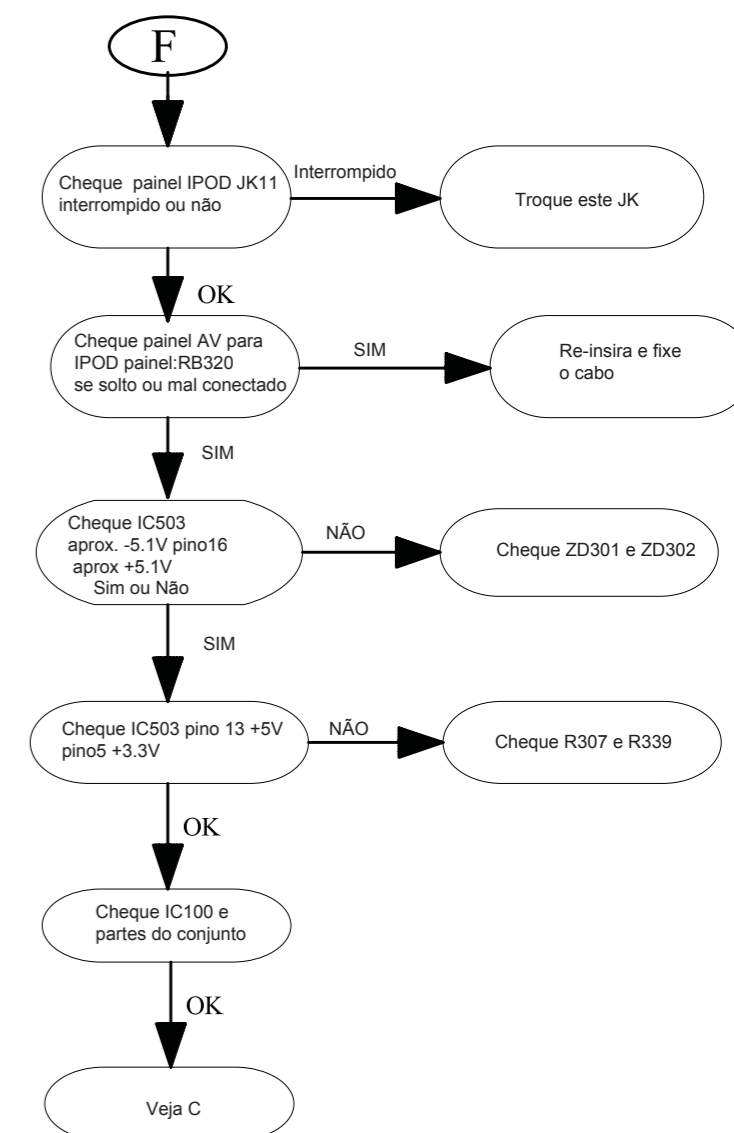 F
Cheque painel IPOD JK11
interrompido ou não
Interrompido
Troque este JK
OK
Cheque painel AV para
IPOD painel:RB320
se solto ou mal conectado
SIM
Re-insira e fixe
o cabo
SIM
Cheque IC503
aprox. -5.1V pino16
aprox +5.1V
Sim ou Não
NÃO
Cheque ZD301 e ZD302
SIM
Cheque IC503 pino 13 +5V
pino5 +3.3V
NÃO
Cheque R307 e R339
OK
Cheque IC100 e
partes do conjunto
OK
Veja C